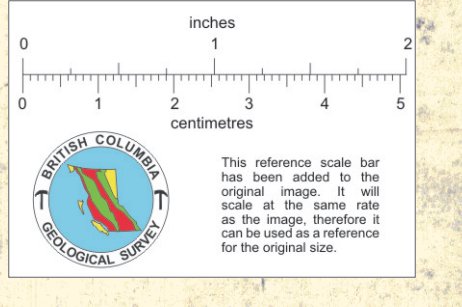 inches
0 1 2
0 1 2 3 4 5
centimetres
BRITISH COLUMBIA
GEOLOGICAL SURVEY
This reference scale bar
has been added to the
original image. It will
scale at the same rate
as the image, therefore it
can be used as a reference
for the original size.